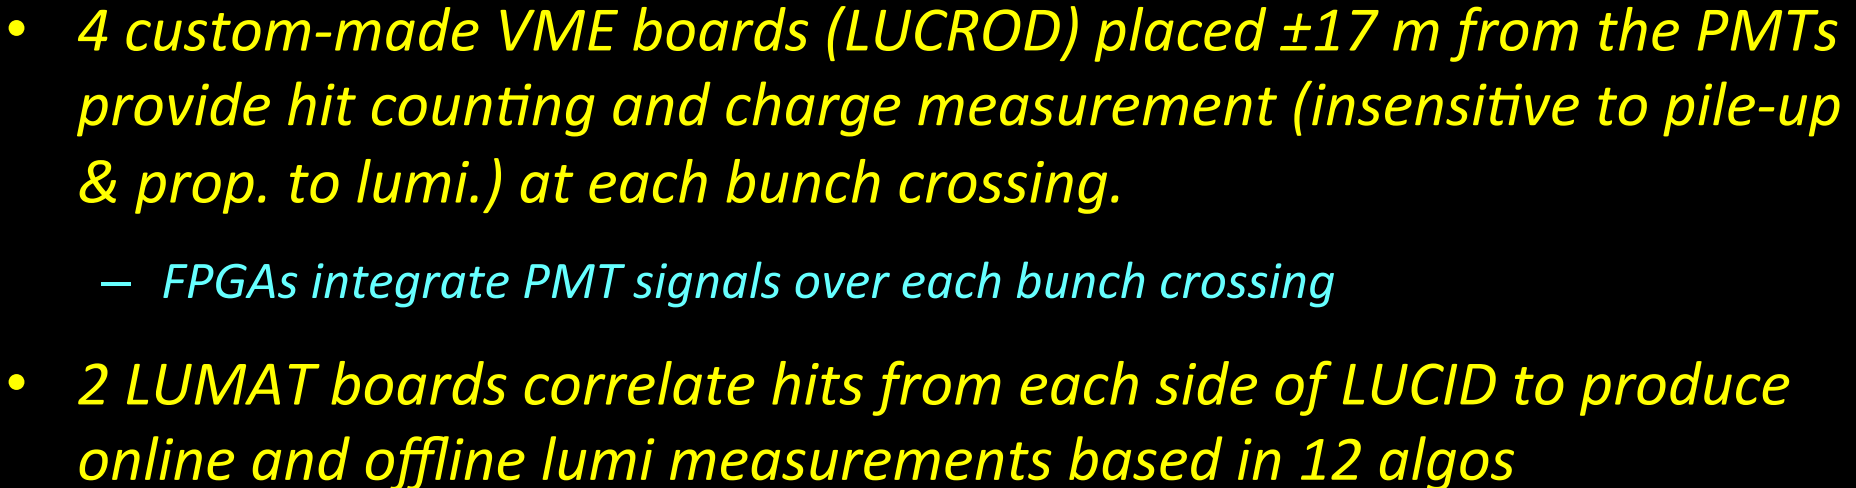 • 4 custom-made VME boards (LUCROD) placed ±17 m from the PMTs
provide hit counting and charge measurement (insensitive to pile-up
& prop. to lumi.) at each bunch crossing.
– FPGAs integrate PMT signals over each bunch crossing
• 2 LUMAT boards correlate hits from each side of LUCID to produce
online and offline lumi measurements based in 12 algos